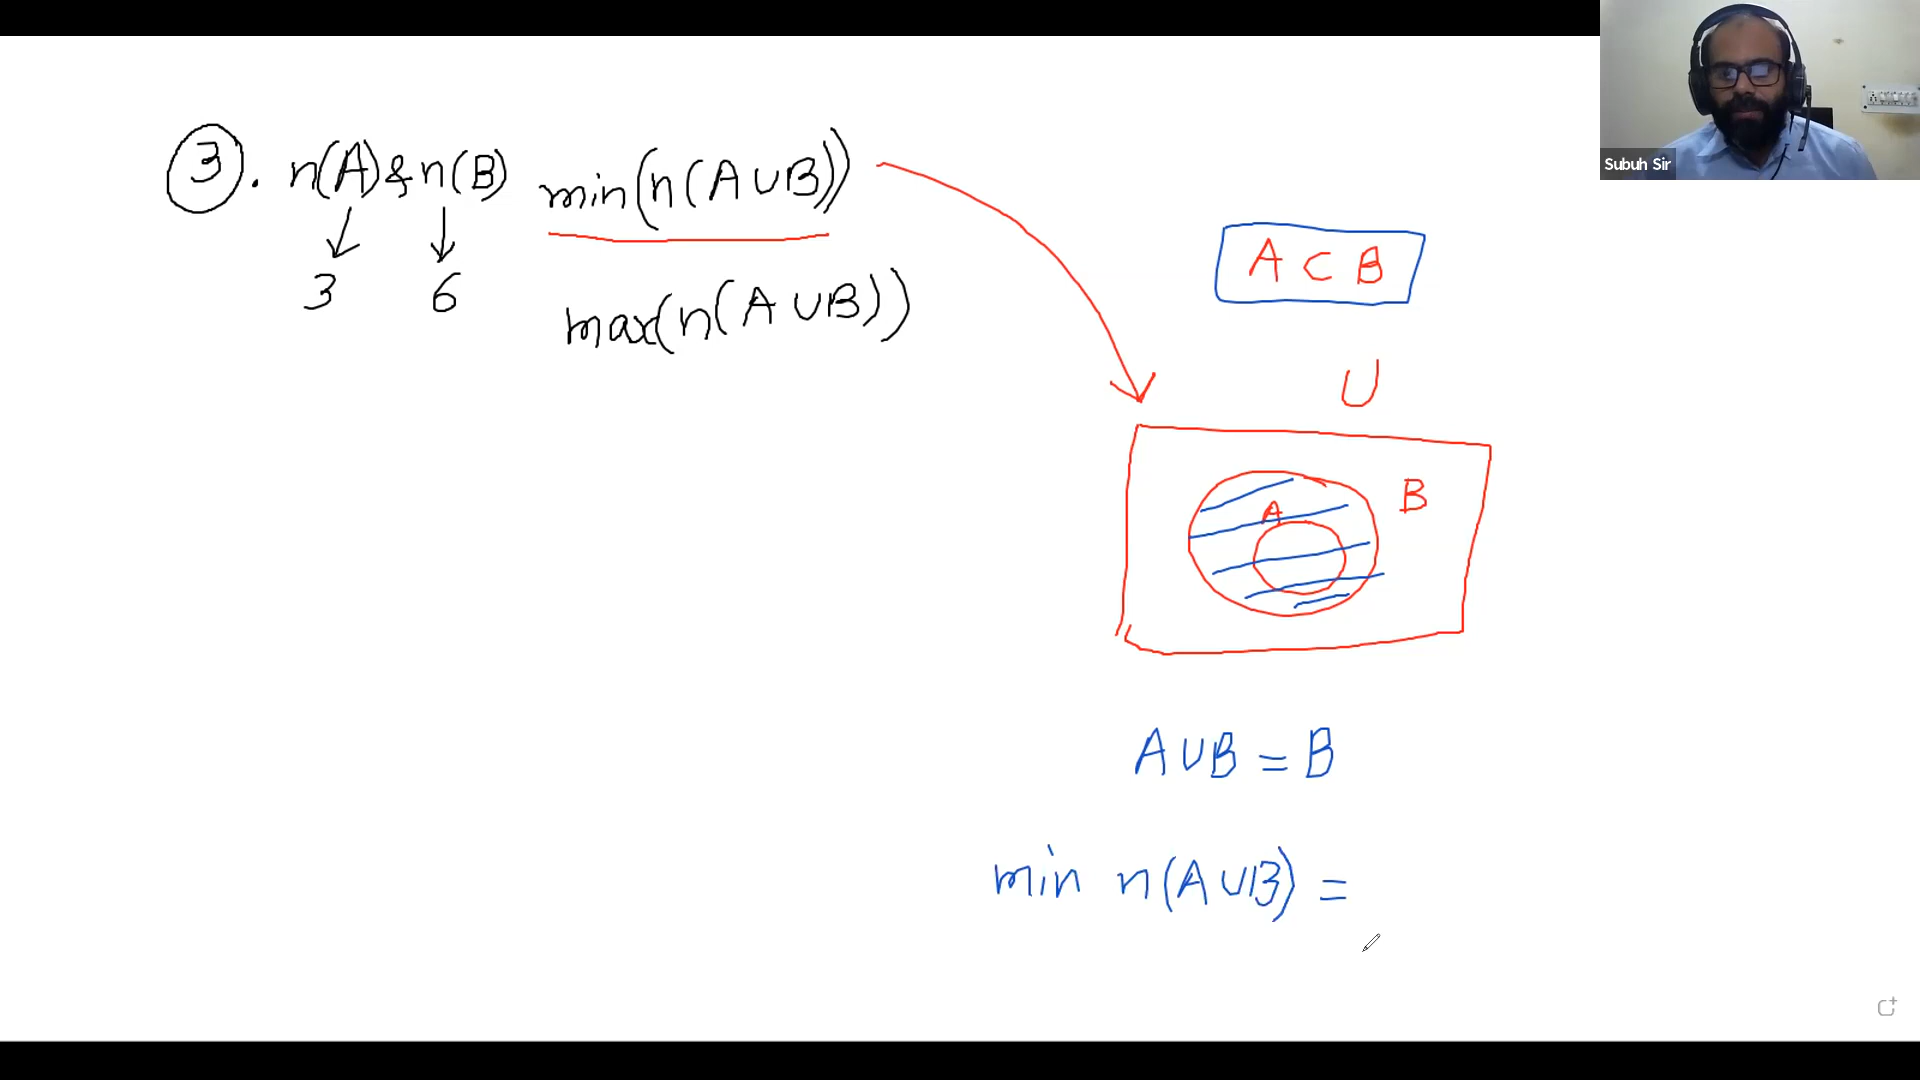 3. n(A) & n(B) min(n(A∪B))
3 6
max(n(A∪B))
A ⊂ B
U
A
B
A∪B = B
min n(A∪B) =
Subuh Sir